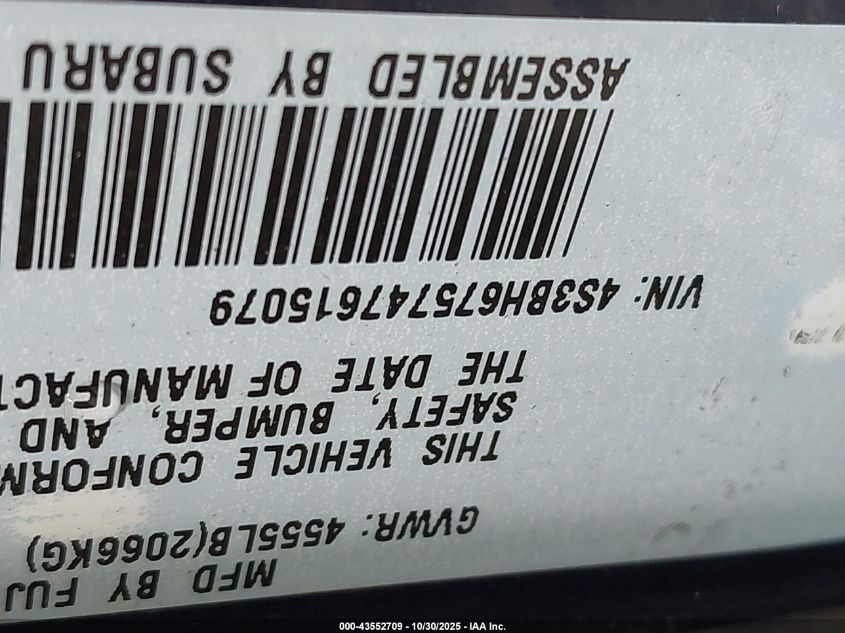 MFD BY FUJ
GVWR: 4555LB(2066KG)
THIS VEHICLE CONFORM
SAFETY, BUMPER, AND
THE DATE OF MANUFACT
VIN: 4S3BH675747615079
ASSEMBLED BY SUBARU
000-43552709 - 10/30/2025 - IAA Inc.